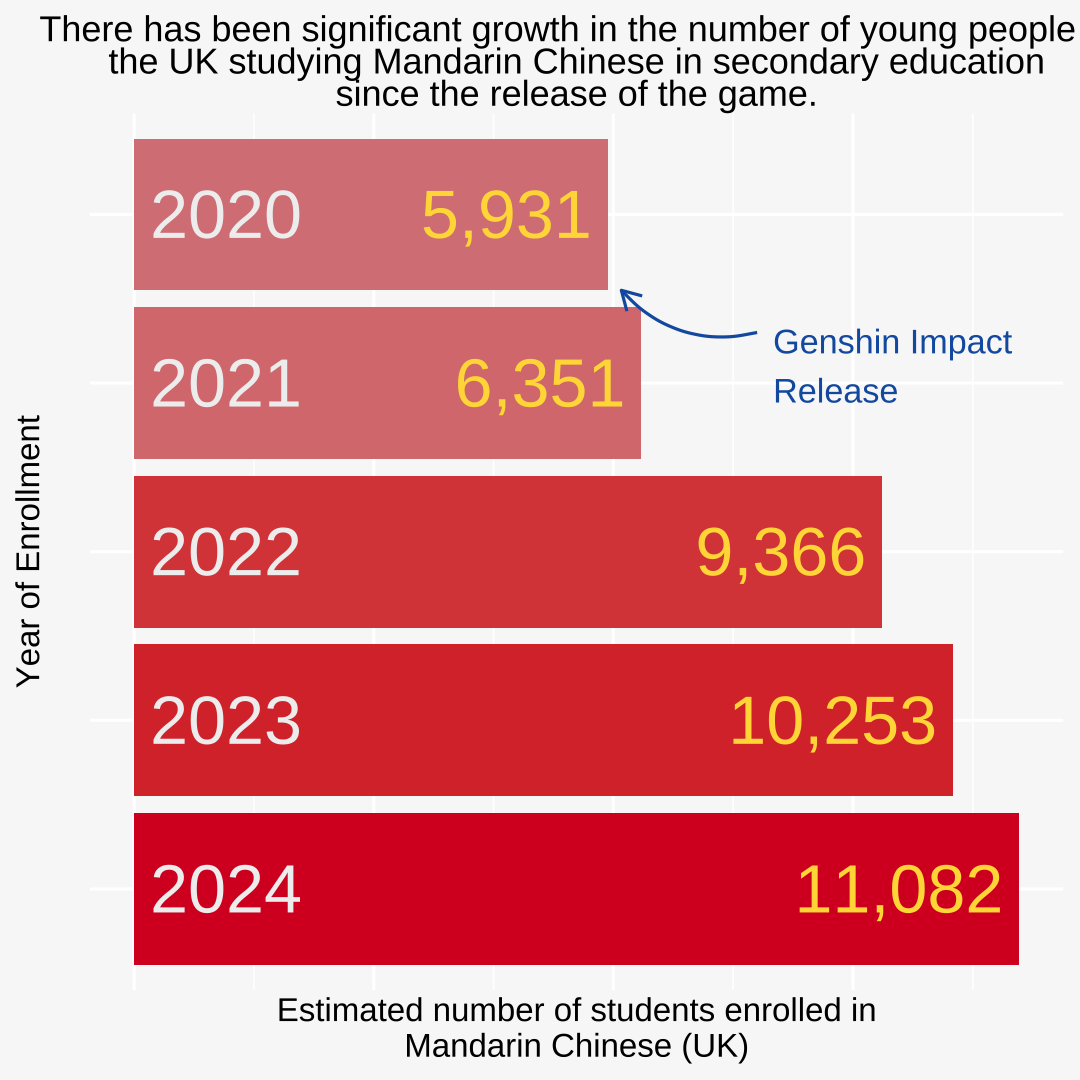 There has been significant growth in the number of young people
the UK studying Mandarin Chinese in secondary education
since the release of the game.
2020 5,931
Genshin Impact
Release
2021 6,351
2022 9,366
2023 10,253
2024 11,082
Year of Enrollment
Estimated number of students enrolled in
Mandarin Chinese (UK)